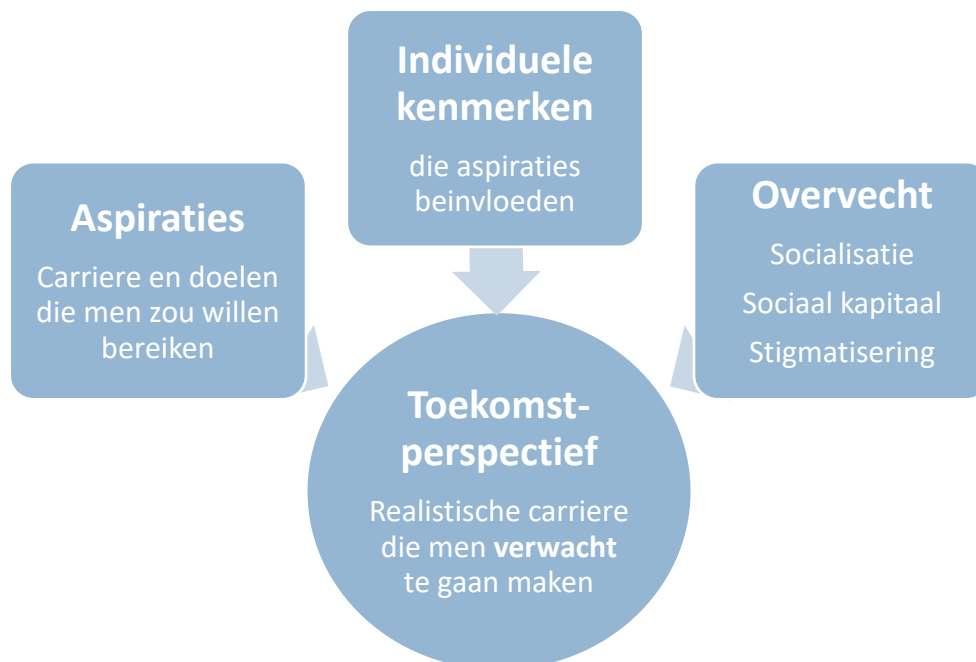 Individuele
kenmerken
die aspiraties
beinvloeden
Aspiraties
Carriere en doelen
die men zou willen
bereiken
Overvecht
Socialisatie
Sociaal kapitaal
Stigmatisering
Toekomst-
perspectief
Realistische carriere
die men verwacht
te gaan maken